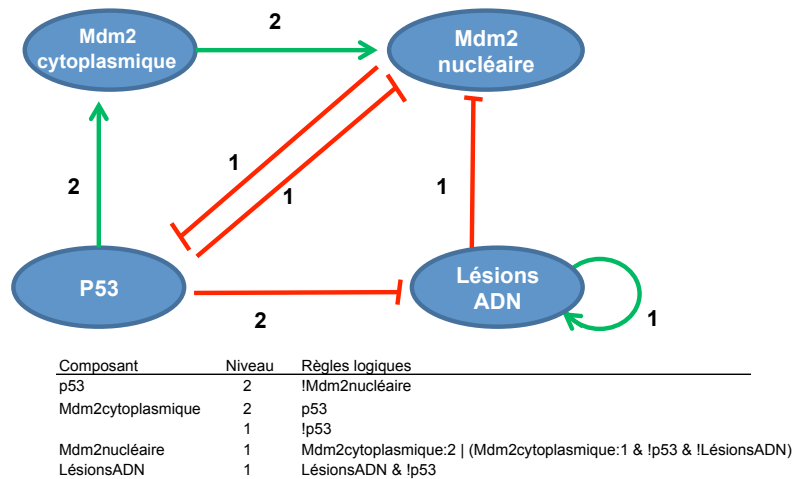 Mdm2
cytoplasmique
2
Mdm2
nucléaire
1
1
2
1
P53
2
Lésions
ADN
1
Composant Niveau Règles logiques
p53 2 !Mdm2nucléaire
Mdm2cytoplasmique 2 p53
1 !p53
Mdm2nucléaire 1 Mdm2cytoplasmique:2 | (Mdm2cytoplasmique:1 & !p53 & !LésionsADN)
LésionsADN 1 LésionsADN & !p53